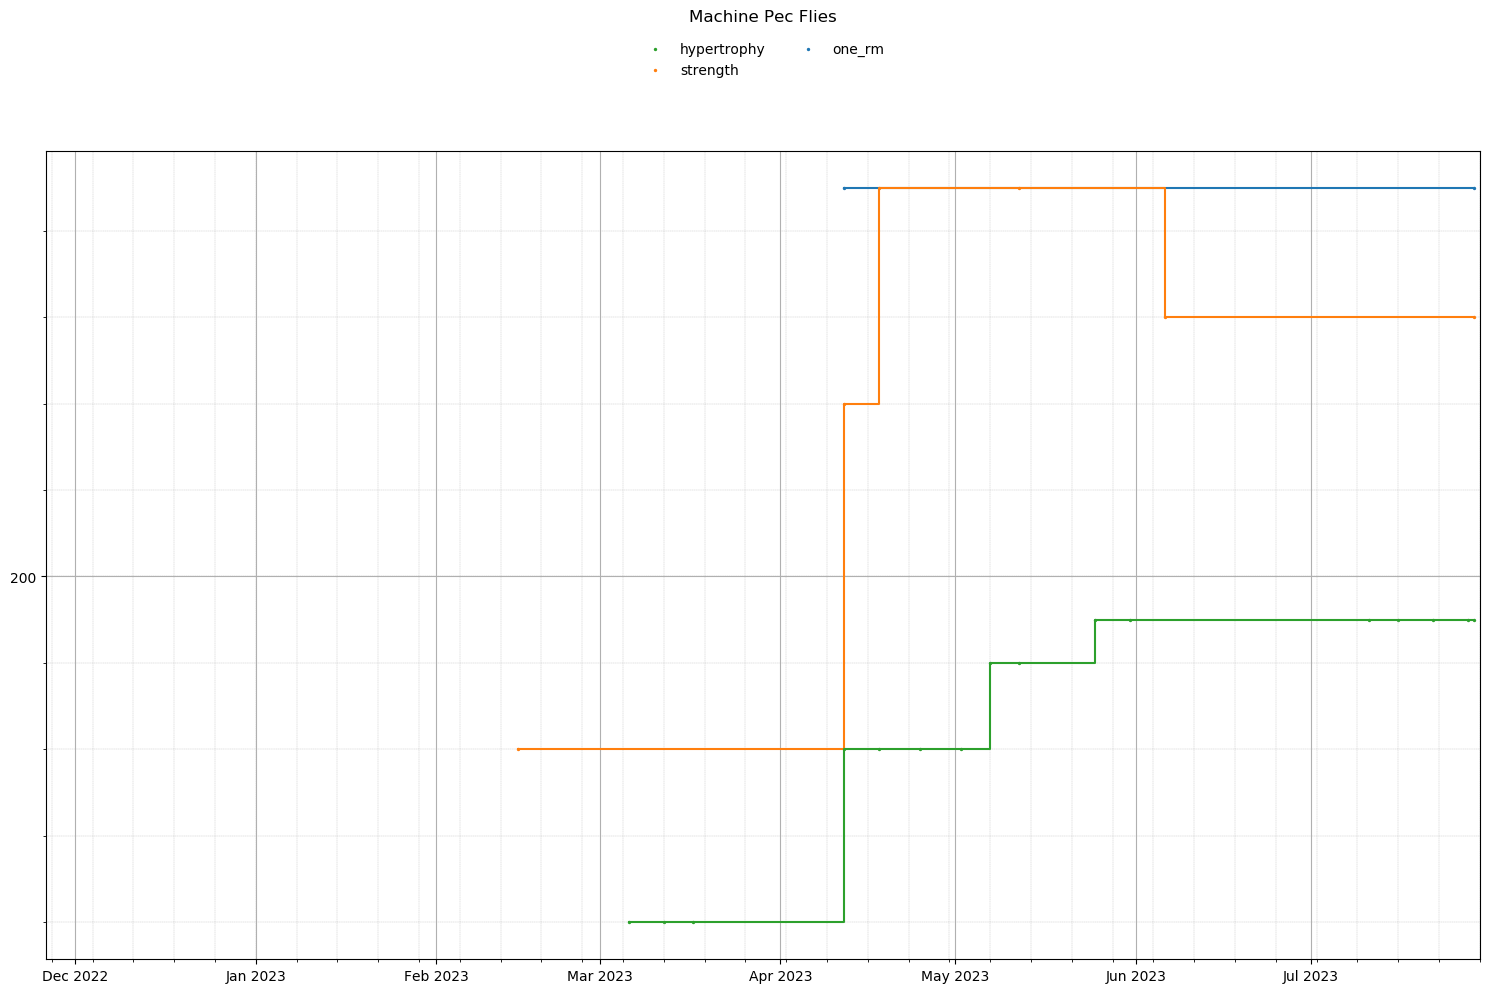 Machine Pec Flies
hypertrophy one_rm
strength
200
Dec 2022 Jan 2023 Feb 2023 Mar 2023 Apr 2023 May 2023 Jun 2023 Jul 2023